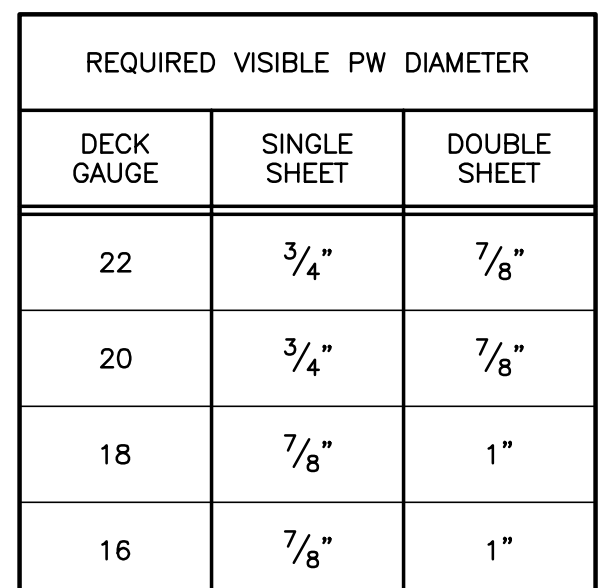 REQUIRED VISIBLE PW DIAMETER
DECK GAUGE SINGLE SHEET DOUBLE SHEET
22 3/4" 7/8"
20 3/4" 7/8"
18 7/8" 1"
16 7/8" 1"